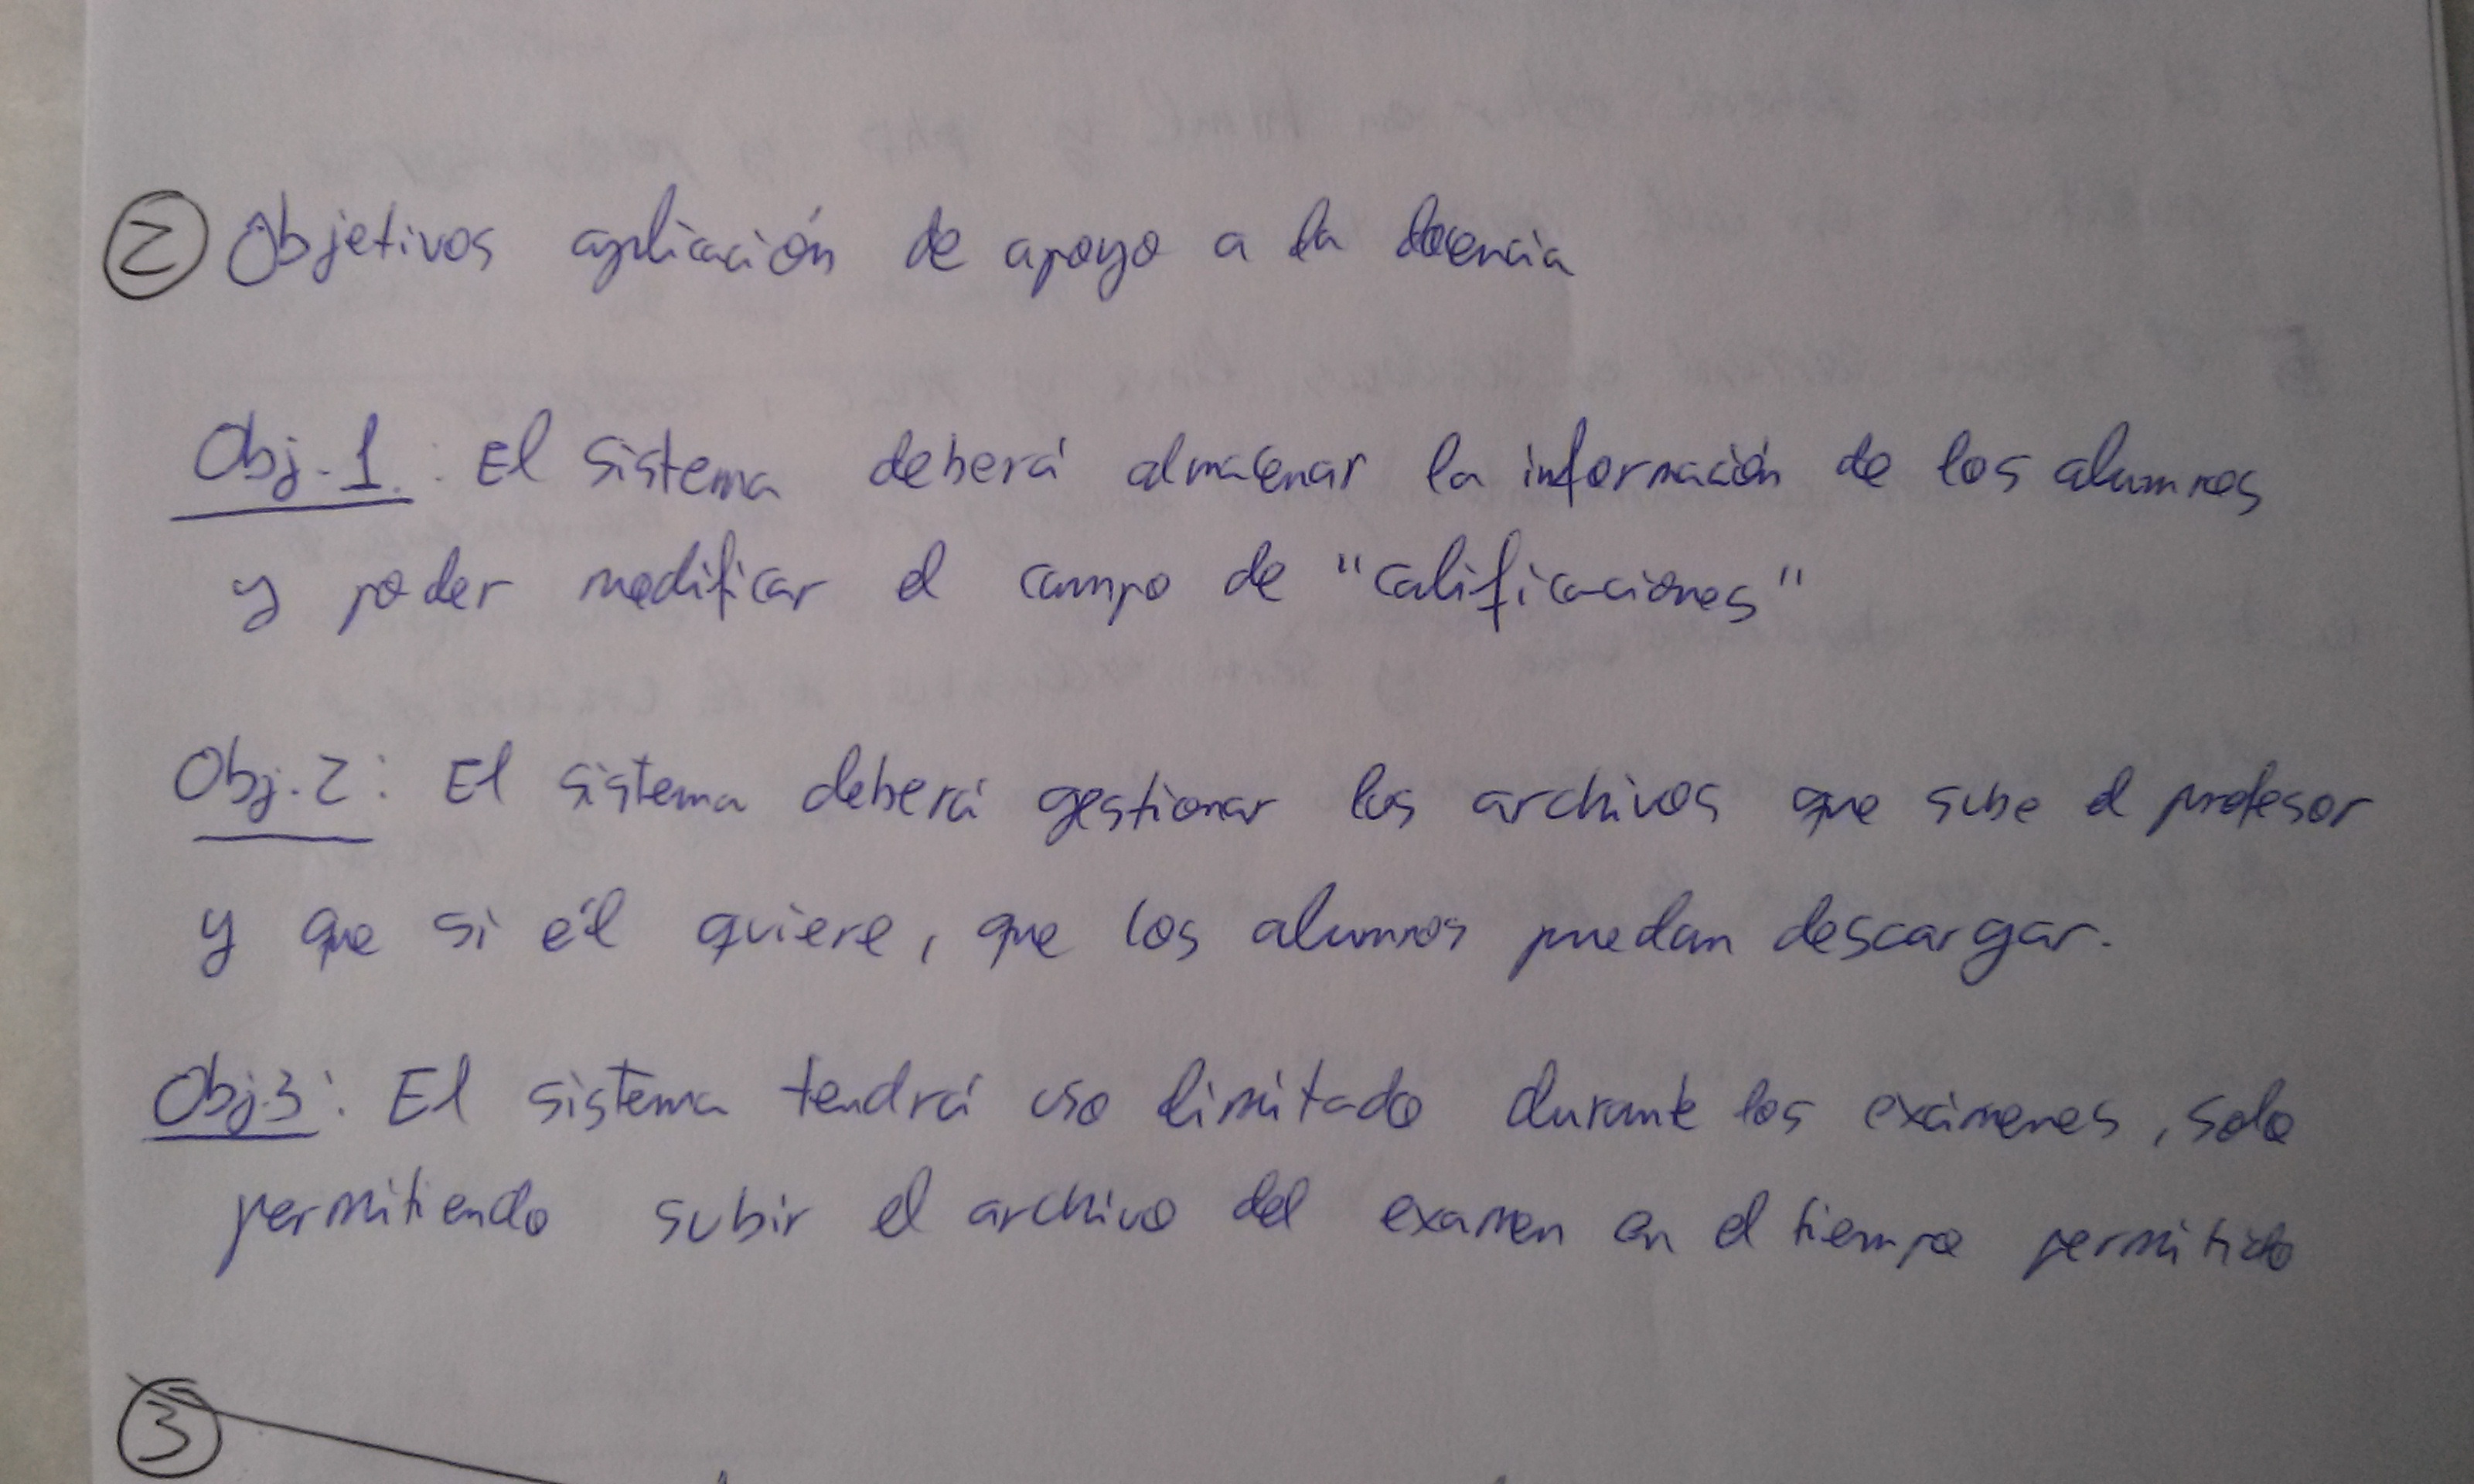 ② Objetivos aplicación de apoyo a la docencia
Obj. 1. : El sistema deberá almacenar la información de los alumnos
y poder modificar el campo de "calificaciones"
Obj. 2 : El sistema deberá gestionar los archivos que sube el profesor
y que si él quiere, que los alumnos puedan descargar.
Obj.3 : El sistema tendrá uso limitado durante los exámenes, solo
permitiendo subir el archivo del examen en el tiempo permitido
③